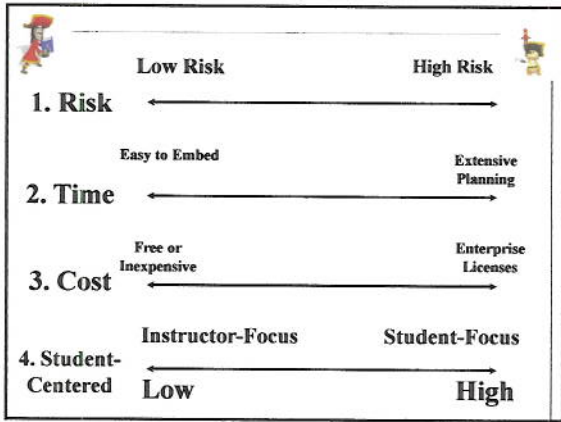 Low Risk High Risk
1. Risk
Easy to Embed Extensive
Planning
2. Time
Free or Enterprise
Inexpensive Licenses
3. Cost
Instructor-Focus Student-Focus
4. Student-
Centered
Low High